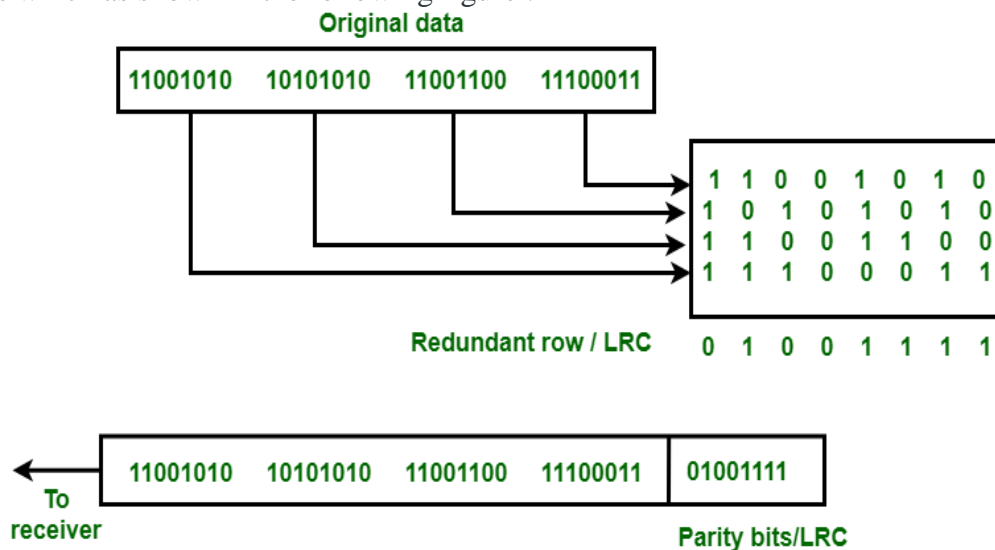 Original data
11001010 10101010 11001100 11100011
1 1 0 0 1 0 1 0
1 0 1 0 1 0 1 0
1 1 0 0 1 1 0 0
1 1 1 0 0 0 1 1
Redundant row / LRC 0 1 0 0 1 1 1 1
11001010 10101010 11001100 11100011 01001111
To
receiver
Parity bits/LRC